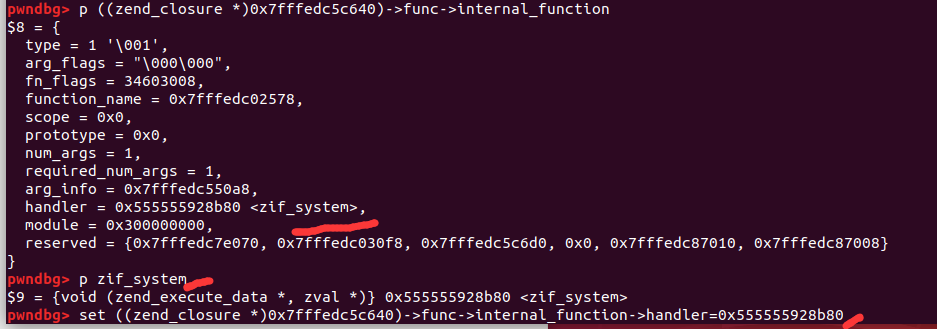 pwndbg> p ((zend_closure *)0x7fffedc5c640)->func->internal_function
$8 = {
  type = 1 '\001',
  arg_flags = "\000\000",
  fn_flags = 34603008,
  function_name = 0x7fffedc02578,
  scope = 0x0,
  prototype = 0x0,
  num_args = 1,
  required_num_args = 1,
  arg_info = 0x7fffedc550a8,
  handler = 0x555555928b80 <zif_system>,
  module = 0x300000000,
  reserved = {0x7fffedc7e070, 0x7fffedc030f8, 0x7fffedc5c6d0, 0x0, 0x7fffedc87010, 0x7fffedc87008}
}
pwndbg> p zif_system
$9 = {void (zend_execute_data *, zval *)} 0x555555928b80 <zif_system>
pwndbg> set ((zend_closure *)0x7fffedc5c640)->func->internal_function->handler=0x555555928b80